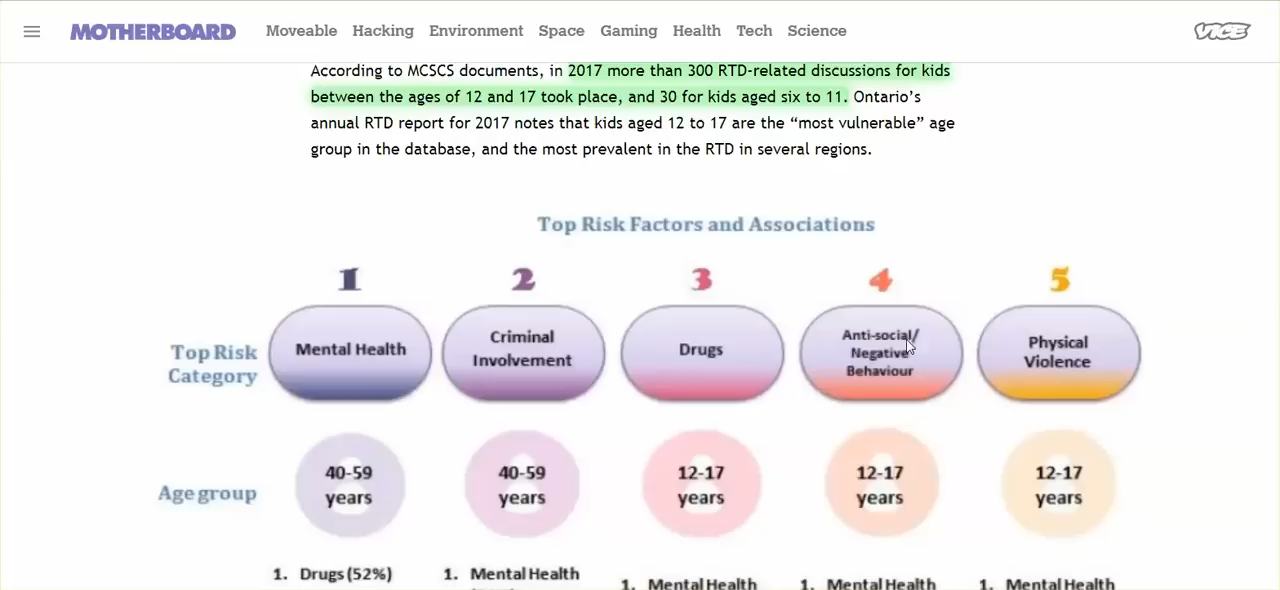 MOTHERBOARD Moveable Hacking Environment Space Gaming Health Tech Science VICE
According to MCSCS documents, in 2017 more than 300 RTD-related discussions for kids
between the ages of 12 and 17 took place, and 30 for kids aged six to 11. Ontario’s
annual RTD report for 2017 notes that kids aged 12 to 17 are the “most vulnerable” age
group in the database, and the most prevalent in the RTD in several regions.
Top Risk Factors and Associations
1 2 3 4 5
Top Risk
Category
Mental Health
Criminal
Involvement
Drugs
Anti-social/
Negative
Behaviour
Physical
Violence
Age group
40-59
years
40-59
years
12-17
years
12-17
years
12-17
years
1. Drugs (52%)
1. Mental Health
1. Mental Health
1. Mental Health
1. Mental Health